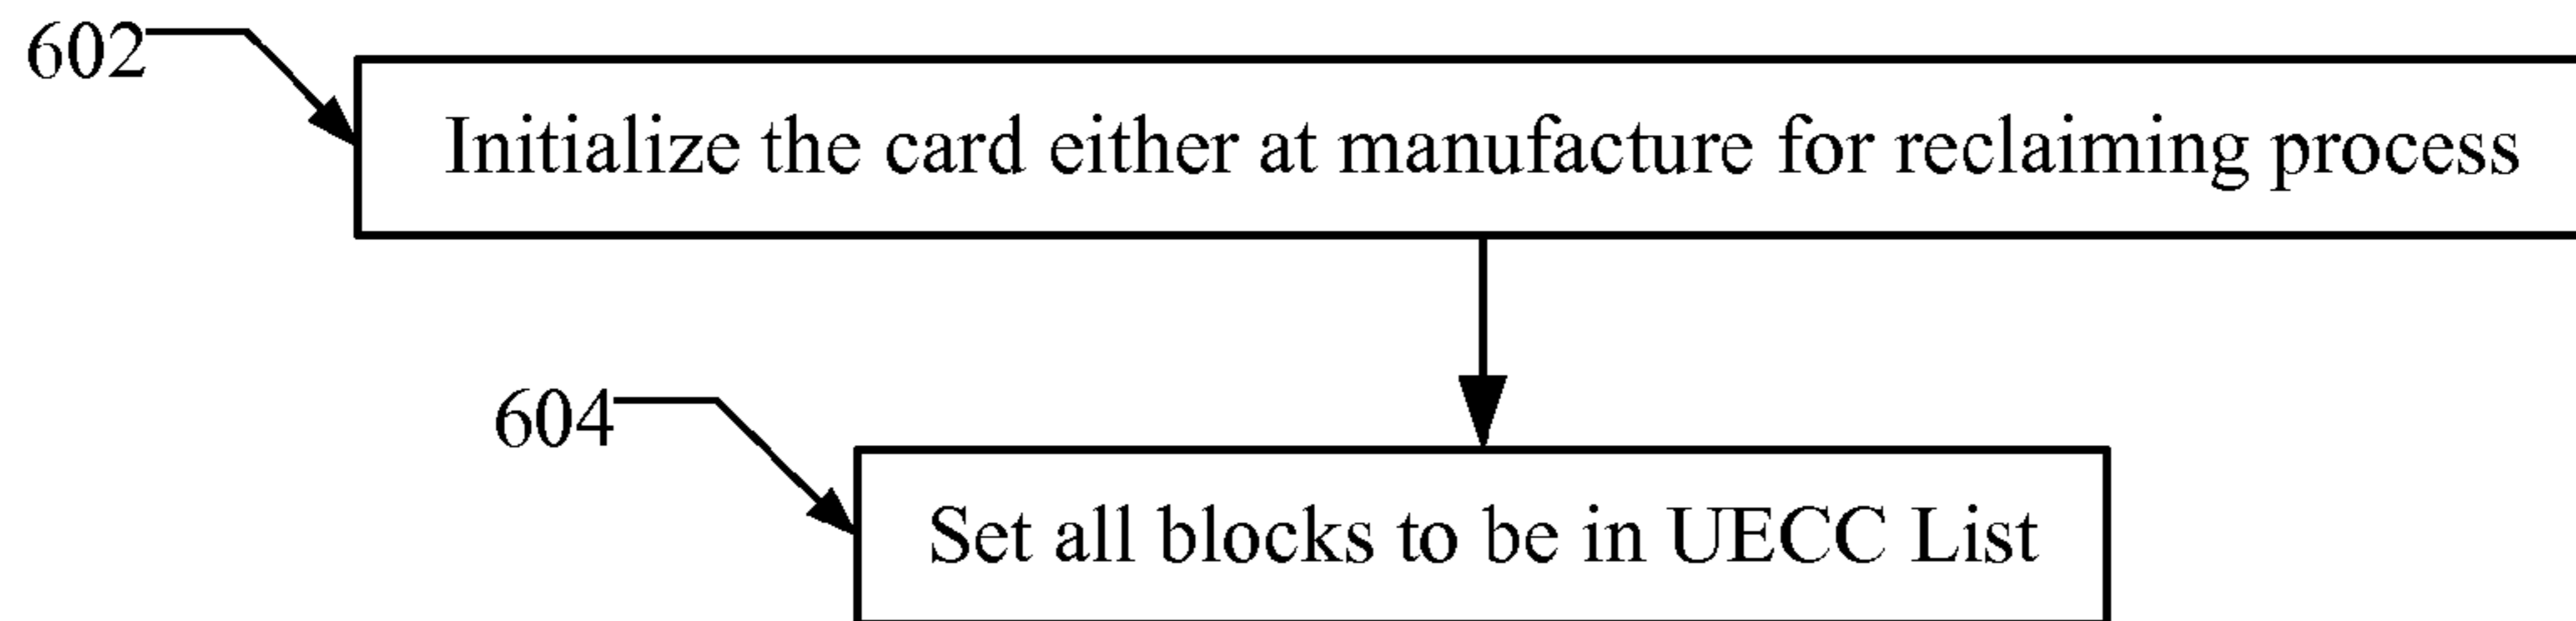 602
Initialize the card either at manufacture for reclaiming process
604
Set all blocks to be in UECC List